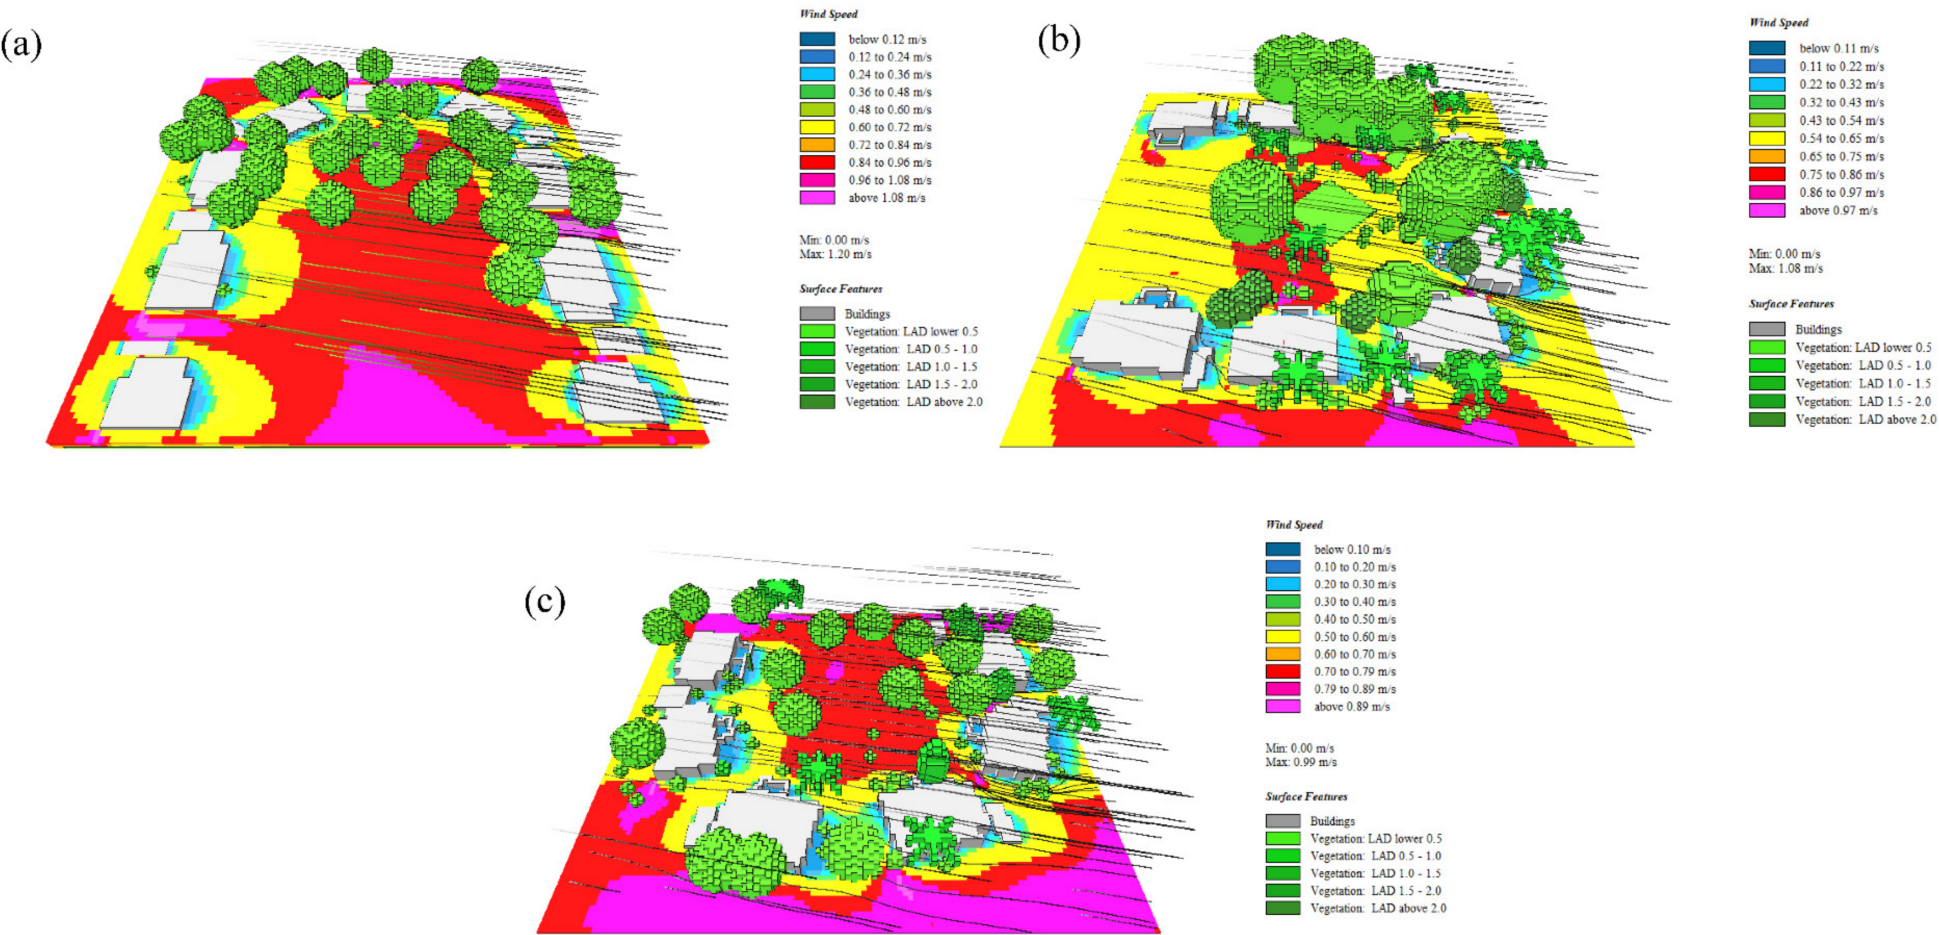 (a)
Wind Speed
below 0.12 m/s
0.12 to 0.24 m/s
0.24 to 0.36 m/s
0.36 to 0.48 m/s
0.48 to 0.60 m/s
0.60 to 0.72 m/s
0.72 to 0.84 m/s
0.84 to 0.96 m/s
0.96 to 1.08 m/s
above 1.08 m/s
Min: 0.00 m/s
Max: 1.20 m/s
Surface Features
Buildings
Vegetation: LAD lower 0.5
Vegetation: LAD 0.5 - 1.0
Vegetation: LAD 1.0 - 1.5
Vegetation: LAD 1.5 - 2.0
Vegetation: LAD above 2.0
(b)
Wind Speed
below 0.11 m/s
0.11 to 0.22 m/s
0.22 to 0.32 m/s
0.32 to 0.43 m/s
0.43 to 0.54 m/s
0.54 to 0.65 m/s
0.65 to 0.75 m/s
0.75 to 0.86 m/s
0.86 to 0.97 m/s
above 0.97 m/s
Min: 0.00 m/s
Max: 1.08 m/s
Surface Features
Buildings
Vegetation: LAD lower 0.5
Vegetation: LAD 0.5 - 1.0
Vegetation: LAD 1.0 - 1.5
Vegetation: LAD 1.5 - 2.0
Vegetation: LAD above 2.0
(c)
Wind Speed
below 0.10 m/s
0.10 to 0.20 m/s
0.20 to 0.30 m/s
0.30 to 0.40 m/s
0.40 to 0.50 m/s
0.50 to 0.60 m/s
0.60 to 0.70 m/s
0.70 to 0.79 m/s
0.79 to 0.89 m/s
above 0.89 m/s
Min: 0.00 m/s
Max: 0.99 m/s
Surface Features
Buildings
Vegetation: LAD lower 0.5
Vegetation: LAD 0.5 - 1.0
Vegetation: LAD 1.0 - 1.5
Vegetation: LAD 1.5 - 2.0
Vegetation: LAD above 2.0